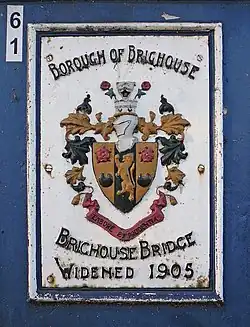 6
1
BOROUGH OF BRIGHOUSE
BRIGHOUSE BRIDGE
WIDENED 1905